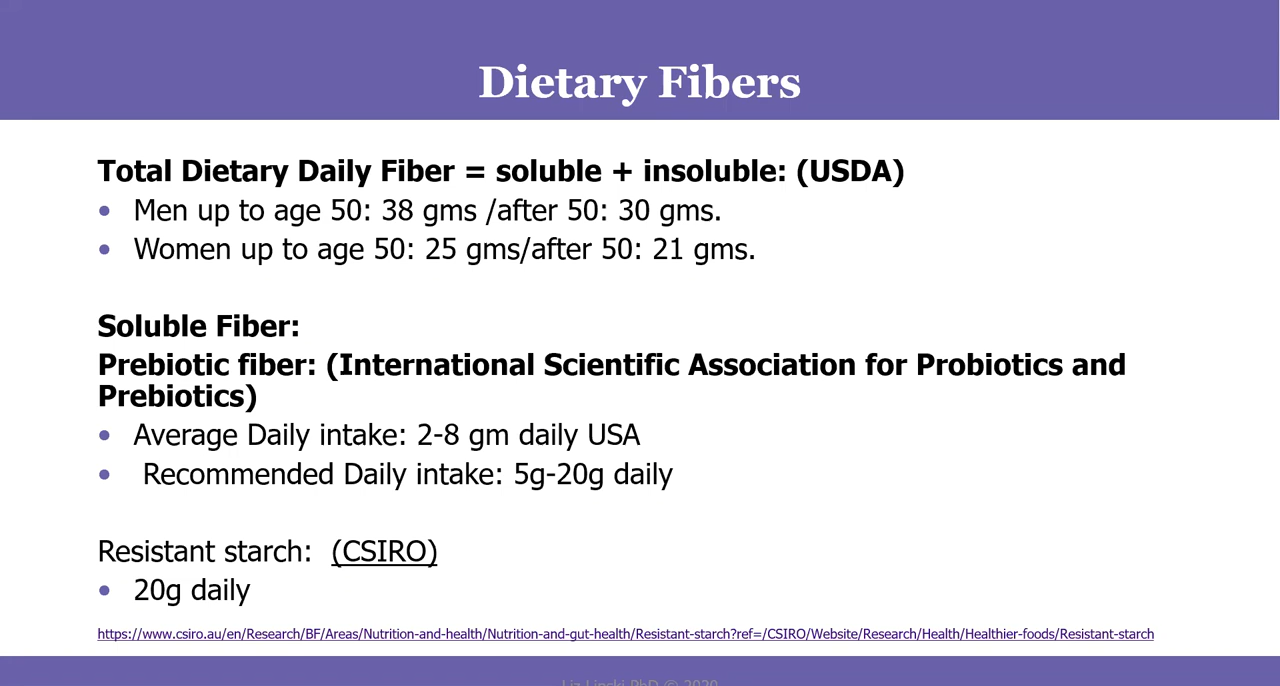 Dietary Fibers
Total Dietary Daily Fiber = soluble + insoluble: (USDA)
• Men up to age 50: 38 gms /after 50: 30 gms.
• Women up to age 50: 25 gms/after 50: 21 gms.
Soluble Fiber:
Prebiotic fiber: (International Scientific Association for Probiotics and
Prebiotics)
• Average Daily intake: 2-8 gm daily USA
• Recommended Daily intake: 5g-20g daily
Resistant starch: (CSIRO)
• 20g daily
https://www.csiro.au/en/Research/BF/Areas/Nutrition-and-health/Nutrition-and-gut-health/Resistant-starch?ref=/CSIRO/Website/Research/Health/Healthier-foods/Resistant-starch
PhD © 2020